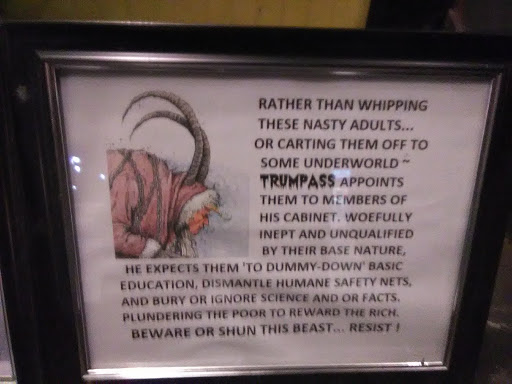 RATHER THAN WHIPPING
THESE NASTY ADULTS...
OR CARTING THEM OFF TO
SOME UNDERWORLD ~
TRUMPASS APPOINTS
THEM TO MEMBERS OF
HIS CABINET. WOEFULLY
INEPT AND UNQUALIFIED
BY THEIR BASE NATURE,
HE EXPECTS THEM 'TO DUMMY-DOWN' BASIC
EDUCATION, DISMANTLE HUMANE SAFETY NETS,
AND BURY OR IGNORE SCIENCE AND OR FACTS.
PLUNDERING THE POOR TO REWARD THE RICH.
BEWARE OR SHUN THIS BEAST... RESIST !